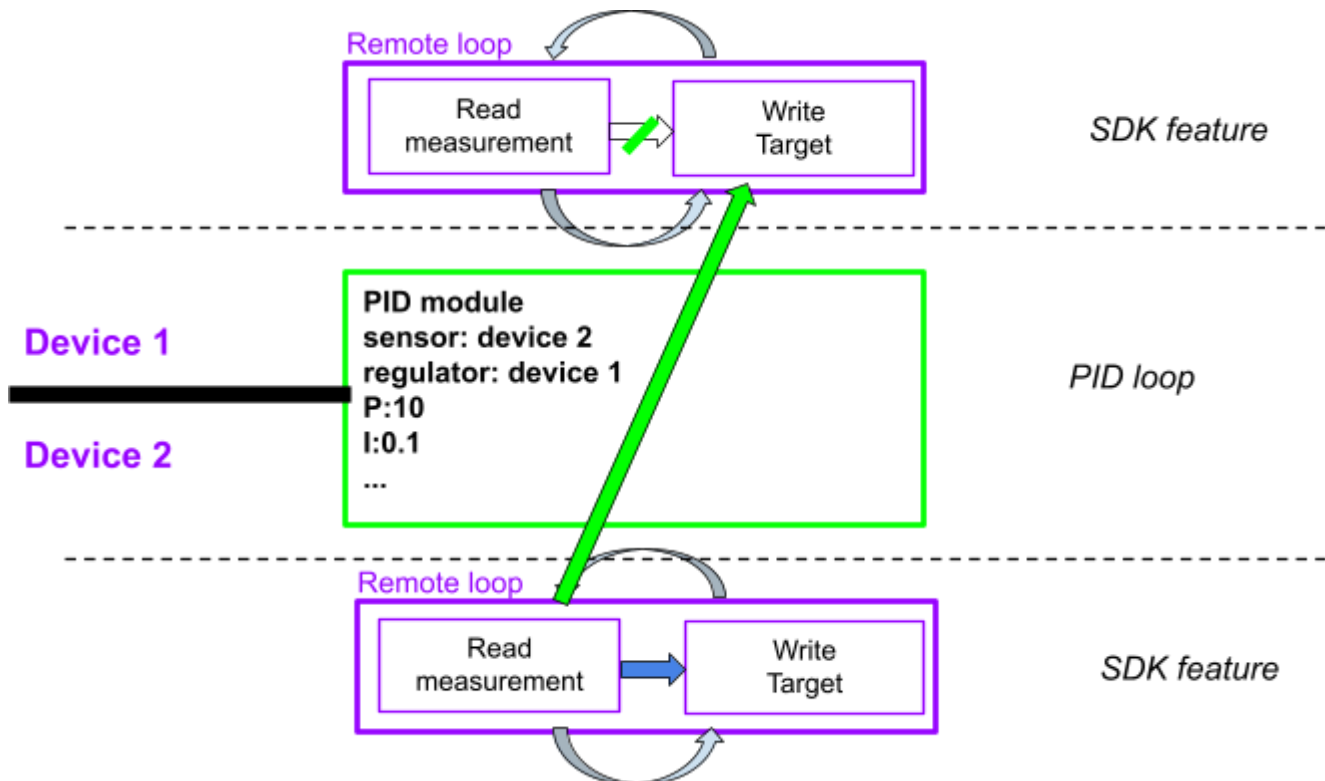 Remote loop
Read
measurement
Write
Target
SDK feature
PID module
sensor: device 2
regulator: device 1
P:10
I:0.1
...
Device 1
Device 2
PID loop
Remote loop
Read
measurement
Write
Target
SDK feature